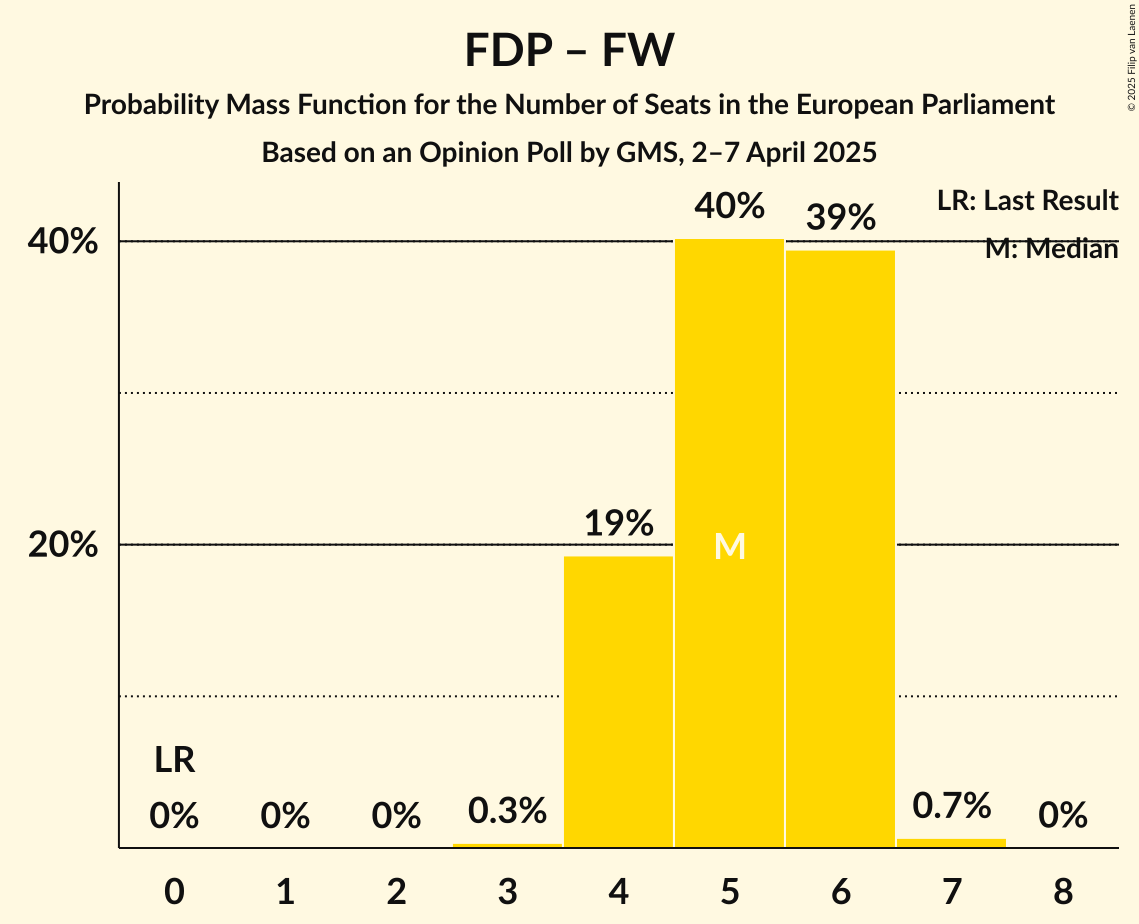 © 2025 Filip van Laenen
FDP – FW
Probability Mass Function for the Number of Seats in the European Parliament
Based on an Opinion Poll by GMS, 2–7 April 2025
LR: Last Result
M: Median
40%
20%
40%
39%
19%
M
LR
0%
0%
0%
0.3%
0.7%
0%
0 1 2 3 4 5 6 7 8